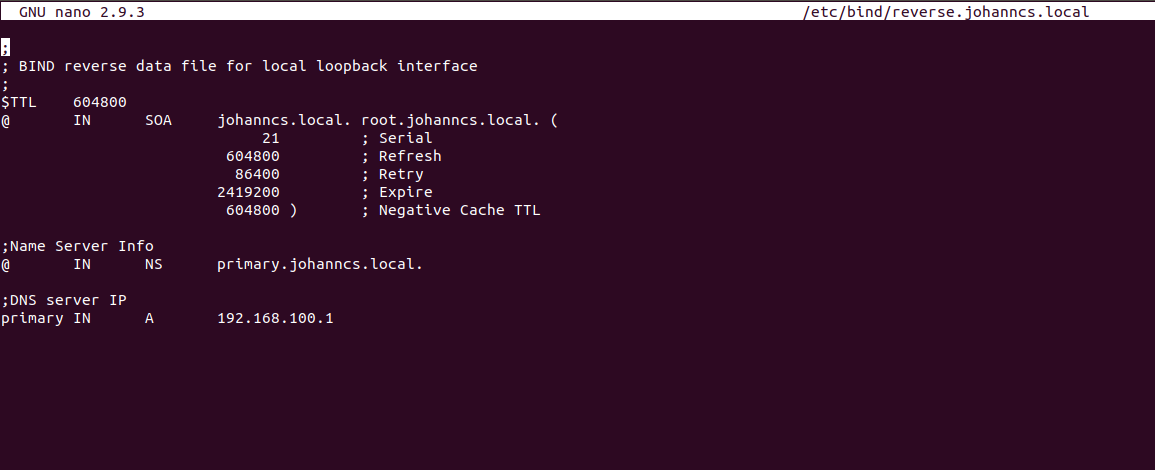 GNU nano 2.9.3 /etc/bind/reverse.johanncs.local
;
; BIND reverse data file for local loopback interface
;
$TTL 604800
@ IN SOA johanncs.local. root.johanncs.local. (
21 ; Serial
604800 ; Refresh
86400 ; Retry
2419200 ; Expire
604800 ) ; Negative Cache TTL
;Name Server Info
@ IN NS primary.johanncs.local.
;DNS server IP
primary IN A 192.168.100.1